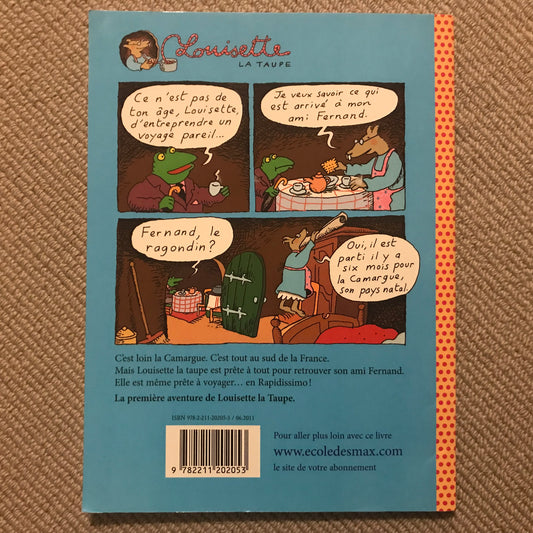 Louisette
LA TAUPE
Ce n'est pas de
ton âge, Louisette
d'entreprendre un
voyage pareil...
Je veux savoir ce qui
est arrivé à mon
ami Fernand.
Fernand, le
ragondin?
Oui, il est
parti il y a
six mois pour
la Camargue,
son pays natal.
C'est loin la Camargue. C'est tout au sud de la France.
Mais Louisette la taupe est prête à tout pour retrouver son ami Fernand.
Elle est même prête à voyager... en Rapidissimo !
La première aventure de Louisette la Taupe.
ISBN 978-2-211-20205-3 / 06.2011
9 782211 202053
Pour aller plus loin avec ce livre
www.ecoledesmax.com
le site de votre abonnement